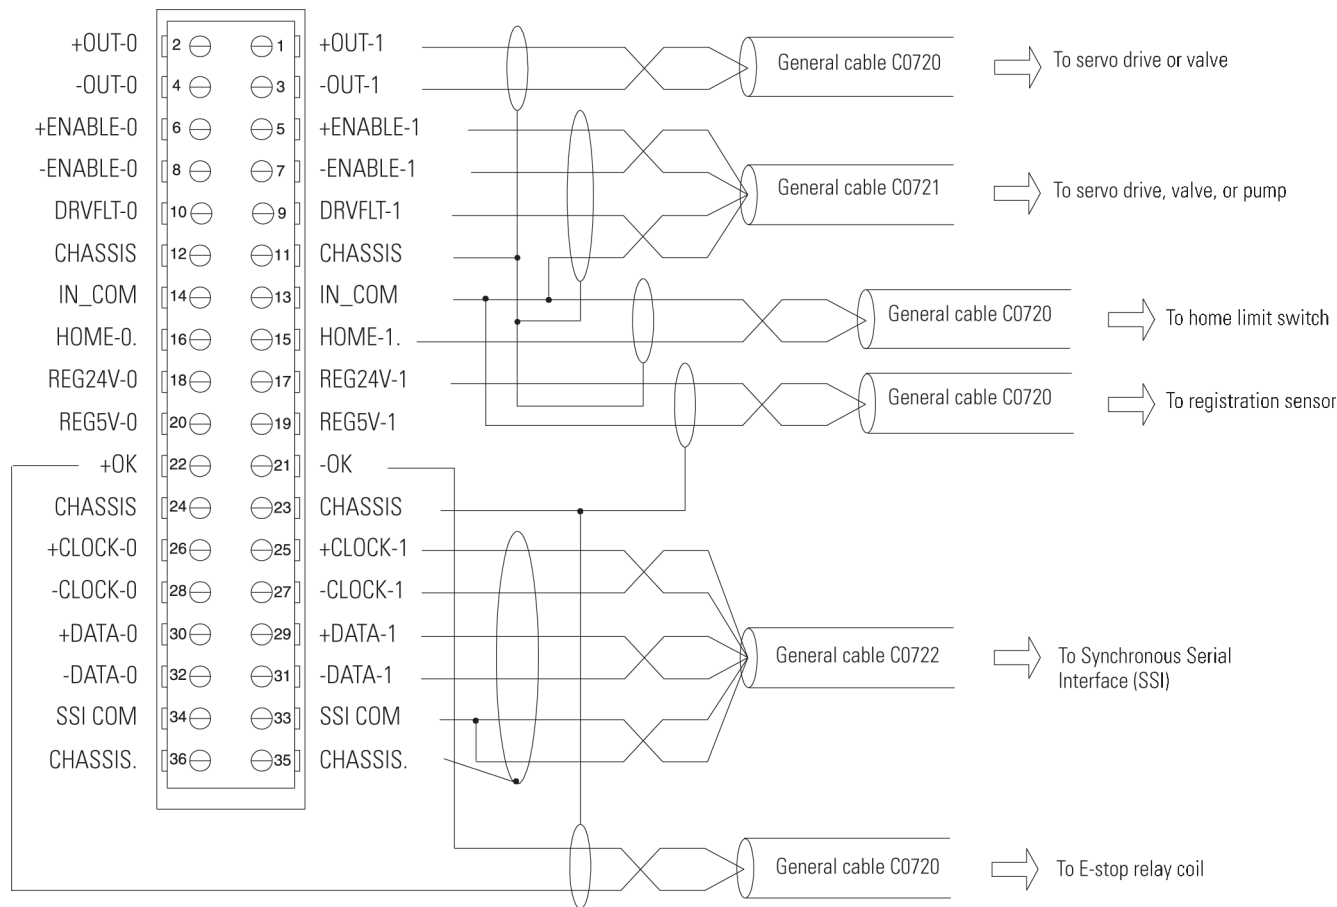 +OUT-0 2 1 +OUT-1
-OUT-0 4 3 -OUT-1
+ENABLE-0 6 5 +ENABLE-1
-ENABLE-0 8 7 -ENABLE-1
DRVFLT-0 10 9 DRVFLT-1
CHASSIS 12 11 CHASSIS
IN_COM 14 13 IN_COM
HOME-0. 16 15 HOME-1.
REG24V-0 18 17 REG24V-1
REG5V-0 20 19 REG5V-1
+OK 22 21 -OK
CHASSIS 24 23 CHASSIS
+CLOCK-0 26 25 +CLOCK-1
-CLOCK-0 28 27 -CLOCK-1
+DATA-0 30 29 +DATA-1
-DATA-0 32 31 -DATA-1
SSI COM 34 33 SSI COM
CHASSIS. 36 35 CHASSIS.
General cable C0720
To servo drive or valve
General cable C0721
To servo drive, valve, or pump
General cable C0720
To home limit switch
General cable C0720
To registration sensor
General cable C0722
To Synchronous Serial
Interface (SSI)
General cable C0720
To E-stop relay coil